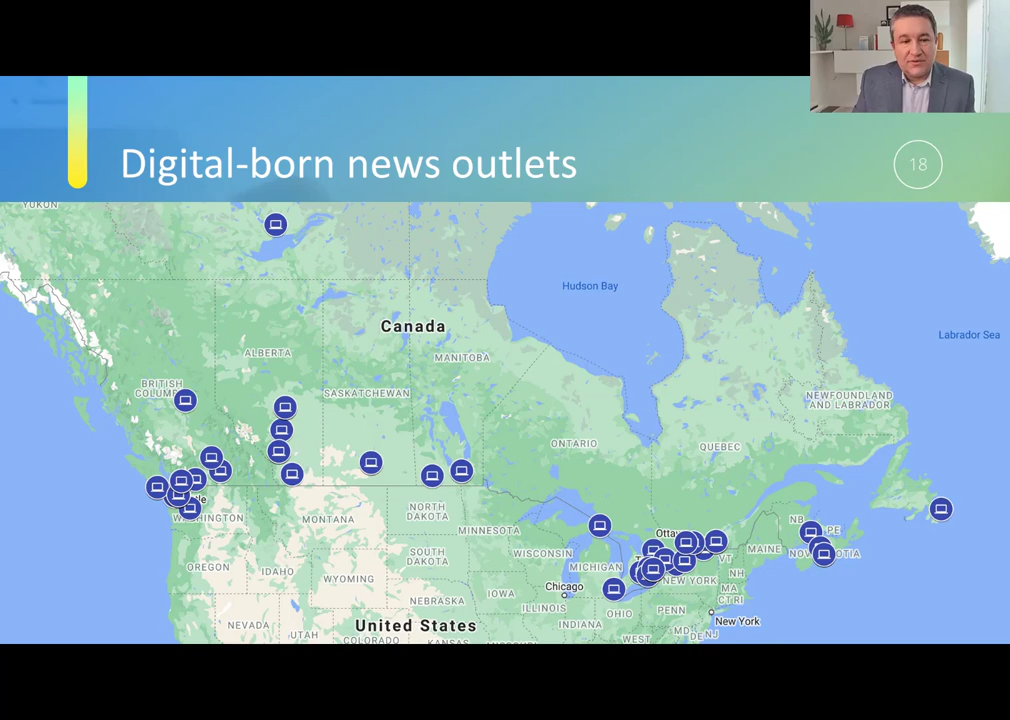 Digital-born news outlets
18
YUKON
Hudson Bay
Canada
Labrador Sea
ALBERTA
MANITOBA
BRITISH
SASKATCHEWAN
NEWFOUNDLAND
AND LABRADOR
ONTARIO
QUEBEC
WASHINGTON
MONTANA
NORTH
DAKOTA
MINNESOTA
NB
PE
MAINE
OREGON
IDAHO
SOUTH
DAKOTA
WISCONSIN
MICHIGAN
VT
NH
NEW YORK
WYOMING
Chicago
IOWA
MA
CT RI
NEBRASKA
ILLINOIS
OHIO
PENN
INDIANA
New York
NEVADA
UTAH
United States
COLORADO
KANSAS
WEST
MD
DE
NJ